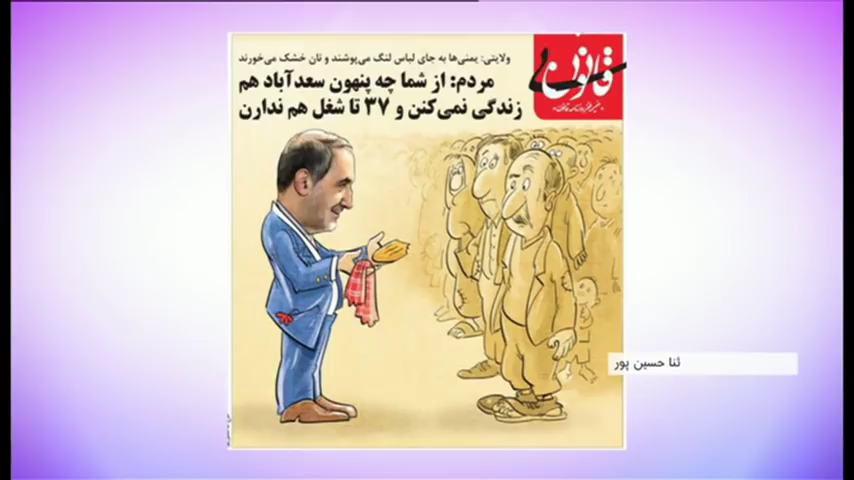 ولایتی: یمنی‌ها به جای لباس لنگ می‌پوشند و نان خشک می‌خورند
مردم: از شما چه پنهون سعدآباد هم
زندگی نمی‌کنن و ۳۷ تا شغل هم ندارن
قانون
ثنا حسین پور